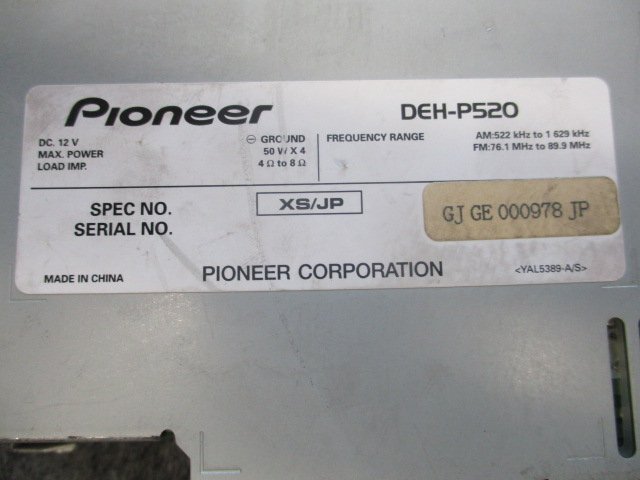 Pioneer DEH-P520
DC. 12 V ⊖ GROUND
MAX. POWER 50 W X 4
LOAD IMP. 4 Ω to 8 Ω
FREQUENCY RANGE AM:522 kHz to 1 629 kHz
FM:76.1 MHz to 89.9 MHz
SPEC NO. XS/JP
SERIAL NO. GJ GE 000978 JP
MADE IN CHINA PIONEER CORPORATION <YAL5389-A/S>